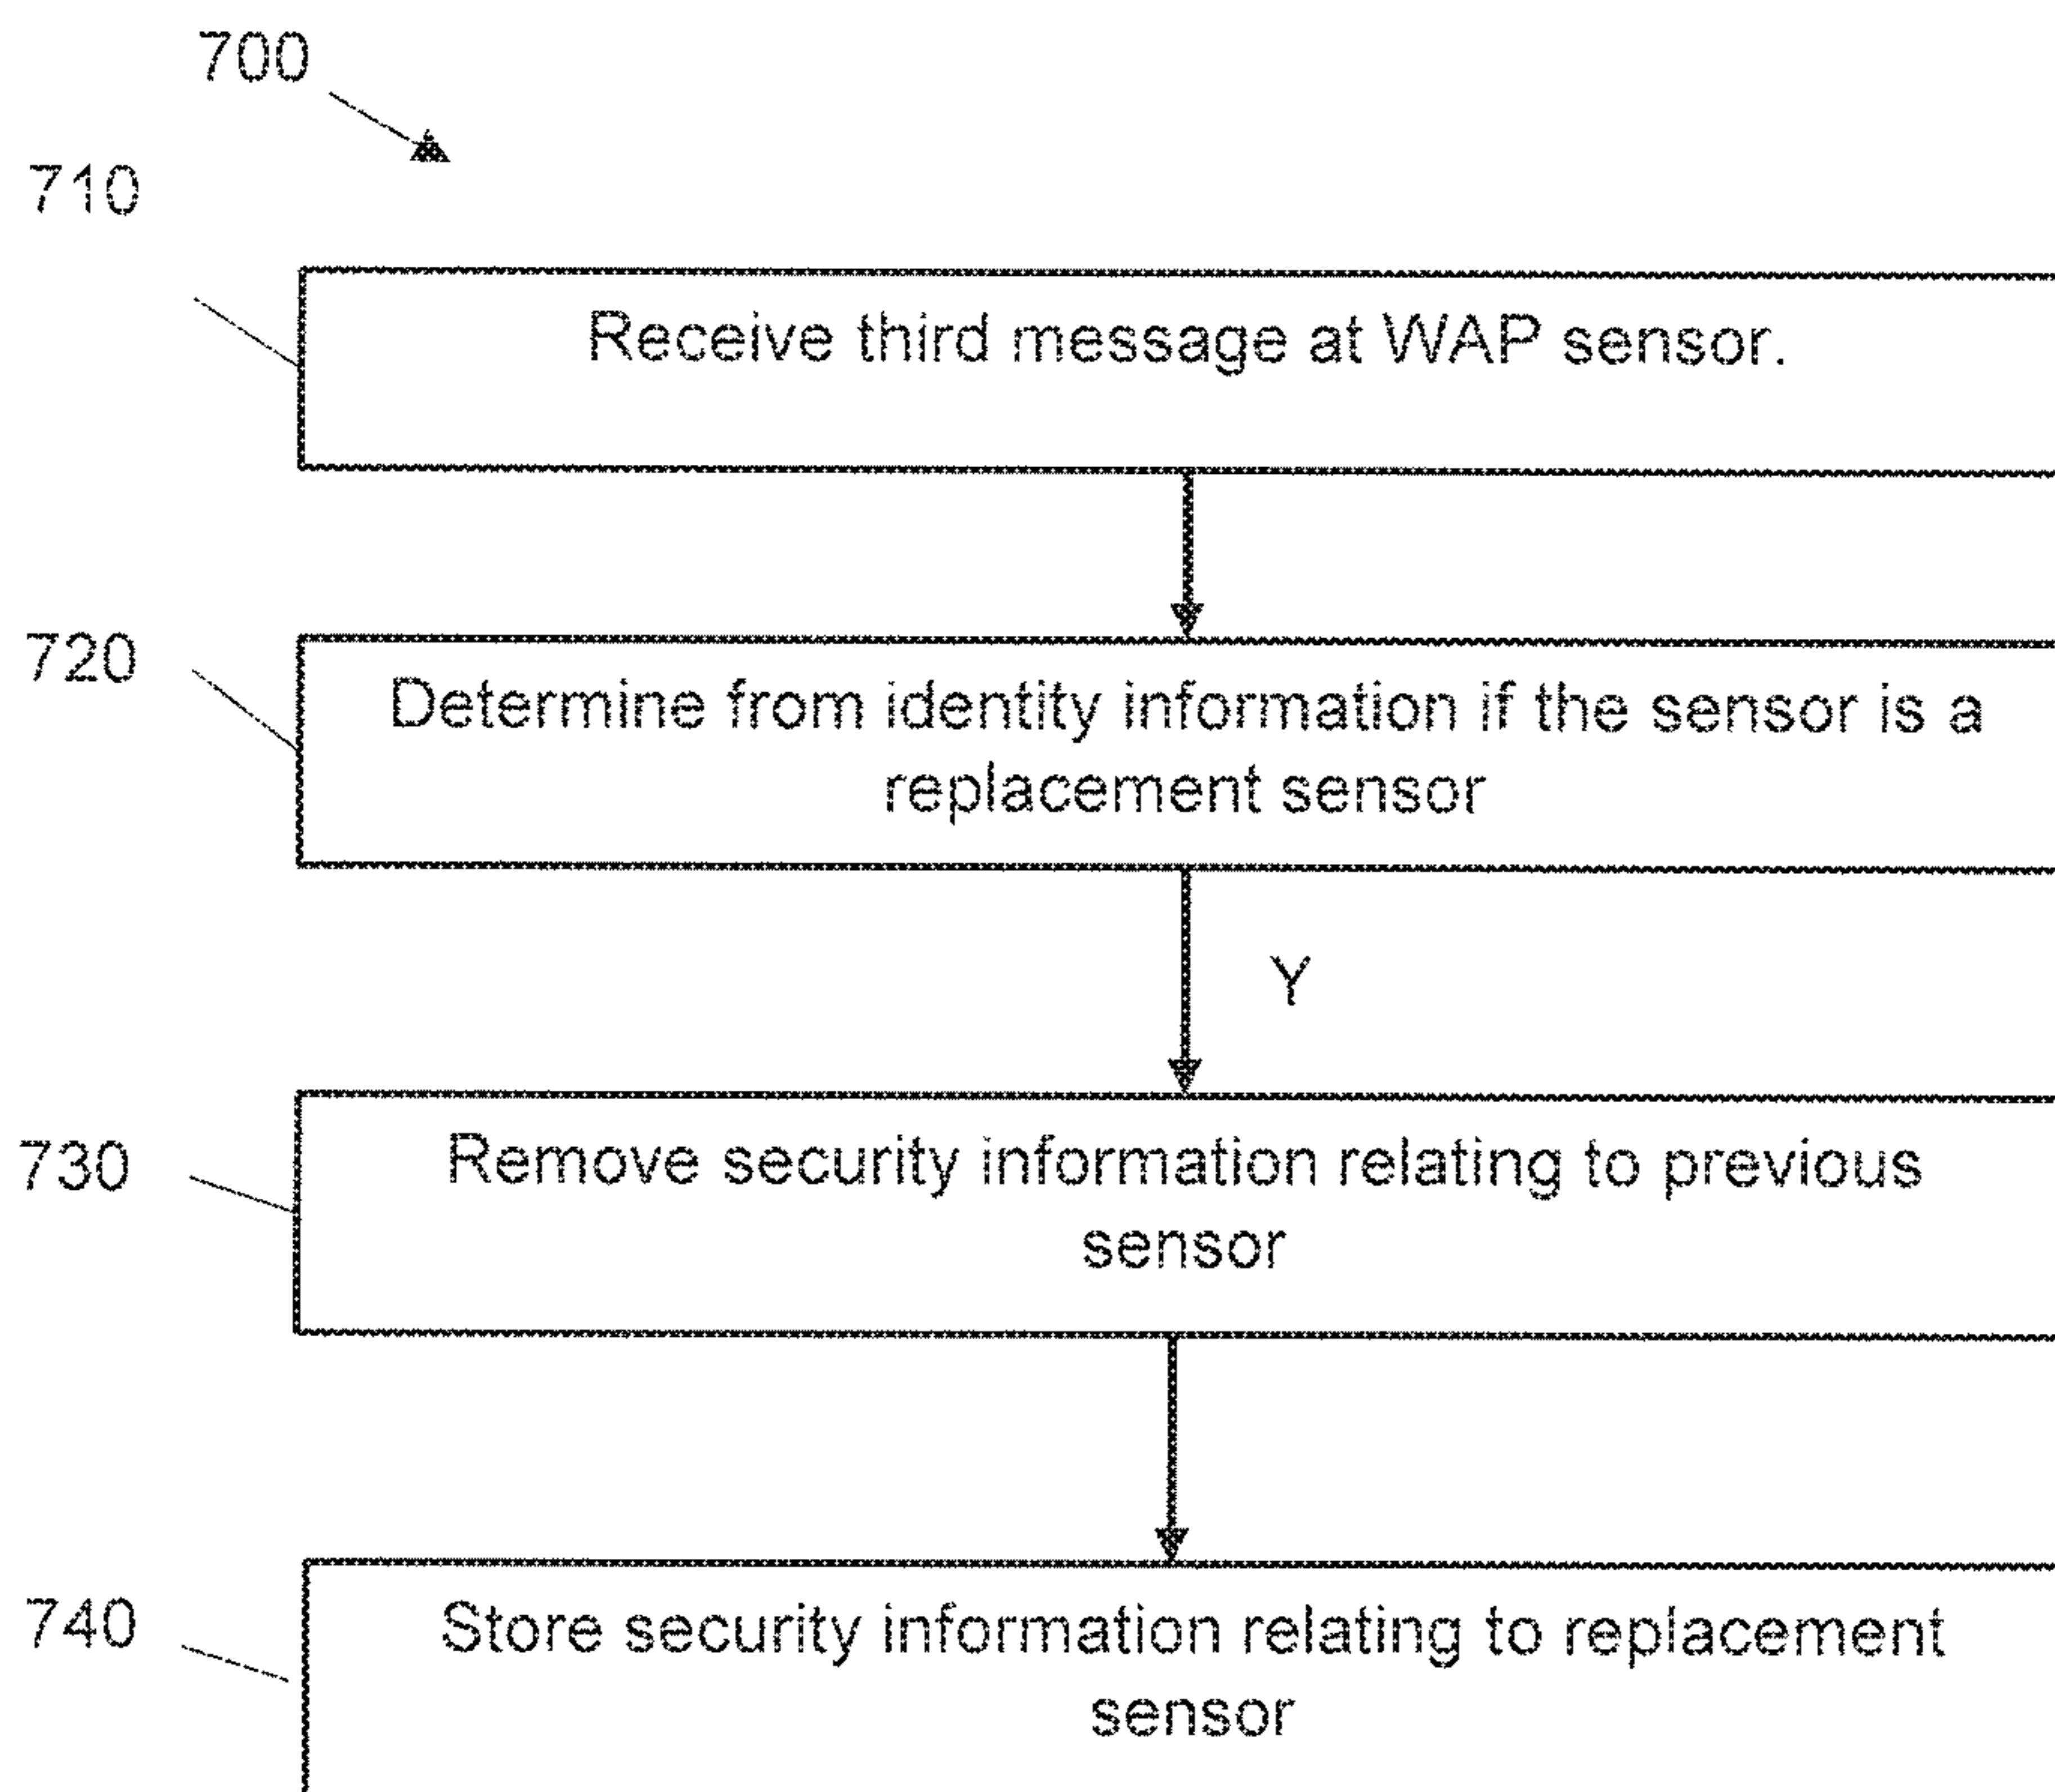 700
710
Receive third message at WAP sensor.
720
Determine from identity information if the sensor is a
replacement sensor
Y
730
Remove security information relating to previous
sensor
740
Store security information relating to replacement
sensor